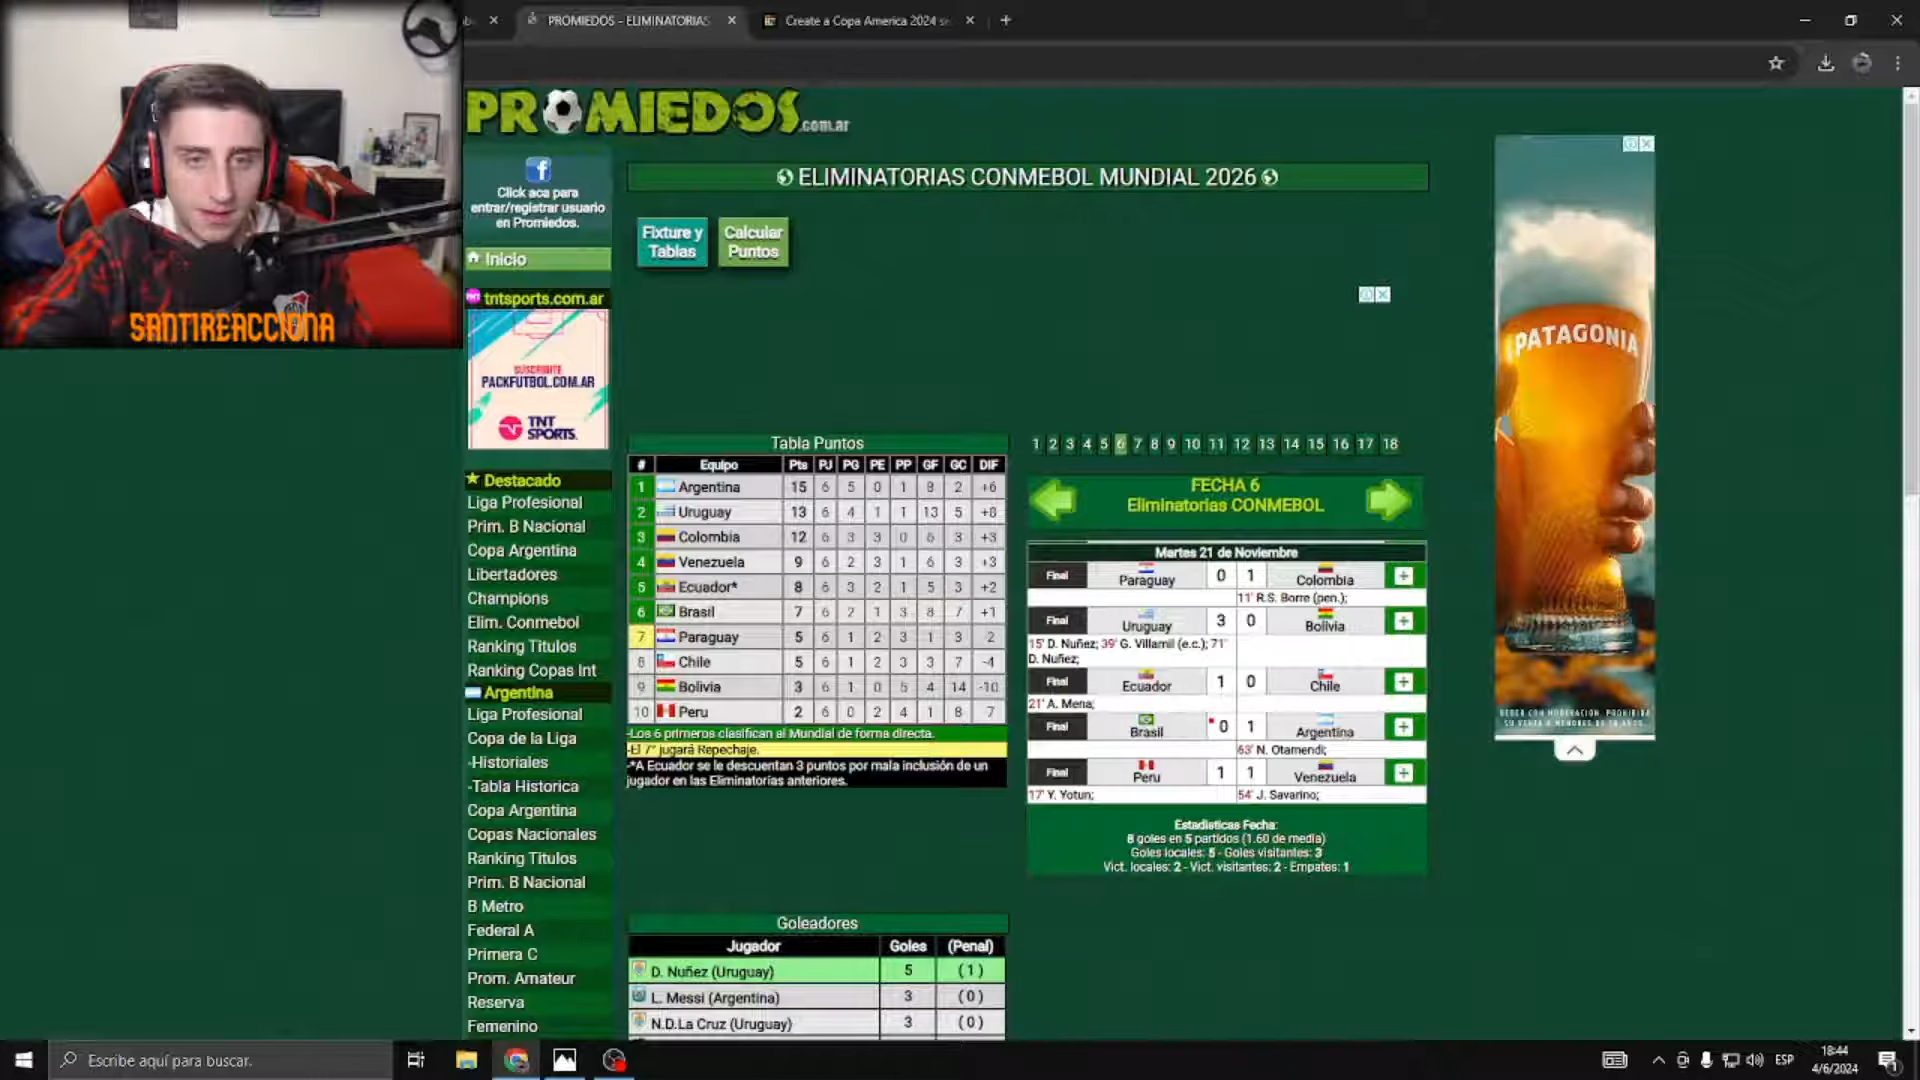 PROMIEDOS - ELIMINATORIAS
Create a Copa America 2024 se
PROMIEDOS.com.ar
SANTIREACCIONA
Click aca para
entrar/registrar usuario
en Promiedos.
Inicio
tntsports.com.ar
SUSCRIBITE
PACKFUTBOL.COM.AR
TNT
SPORTS
Destacado
Liga Profesional
Prim. B Nacional
Copa Argentina
Libertadores
Champions
Elim. Conmebol
Ranking Titulos
Ranking Copas Int
Argentina
Liga Profesional
Copa de la Liga
-Historiales
-Tabla Historica
Copa Argentina
Copas Nacionales
Ranking Titulos
Prim. B Nacional
B Metro
Federal A
Primera C
Prom. Amateur
Reserva
Femenino
ELIMINATORIAS CONMEBOL MUNDIAL 2026
Fixture y
Tablas
Calcular
Puntos
Tabla Puntos
# Equipo Pts PJ PG PE PP GF GC DIF
1 Argentina 15 6 5 0 1 8 2 +6
2 Uruguay 13 6 4 1 1 13 5 +8
3 Colombia 12 6 3 3 0 6 3 +3
4 Venezuela 9 6 2 3 1 6 3 +3
5 Ecuador* 8 6 3 2 1 5 3 +2
6 Brasil 7 6 2 1 3 8 7 +1
7 Paraguay 5 6 1 2 3 1 3 2
8 Chile 5 6 1 2 3 3 7 -4
9 Bolivia 3 6 1 0 5 4 14 -10
10 Peru 2 6 0 2 4 1 8 7
-Los 6 primeros clasifican al Mundial de forma directa.
-El 7° jugará Repechaje.
-*A Ecuador se le descuentan 3 puntos por mala inclusión de un
jugador en las Eliminatorias anteriores.
Goleadores
Jugador Goles (Penal)
D. Nuñez (Uruguay) 5 (1)
L. Messi (Argentina) 3 (0)
N.D.La Cruz (Uruguay) 3 (0)
1 2 3 4 5 6 7 8 9 10 11 12 13 14 15 16 17 18
FECHA 6
Eliminatorias CONMEBOL
Martes 21 de Noviembre
Final Paraguay 0 1 Colombia +
11' R.S. Borre (pen.);
Final Uruguay 3 0 Bolivia +
15' D. Nuñez; 39' G. Villamil (e.c.); 71'
D. Nuñez;
Final Ecuador 1 0 Chile +
21' A. Mena;
Final Brasil 0 1 Argentina +
63' N. Otamendi;
Final Peru 1 1 Venezuela +
17' Y. Yotun; 54' J. Savarino;
Estadisticas Fecha:
8 goles en 5 partidos (1.60 de media)
Goles locales: 5 - Goles visitantes: 3
Vict. locales: 2 - Vict. visitantes: 2 - Empates: 1
PATAGONIA
BEBER CON MODERACIÓN. PROHIBIDA
SU VENTA A MENORES DE 18 AÑOS.
Escribe aquí para buscar.
ESP
18:44
4/6/2024